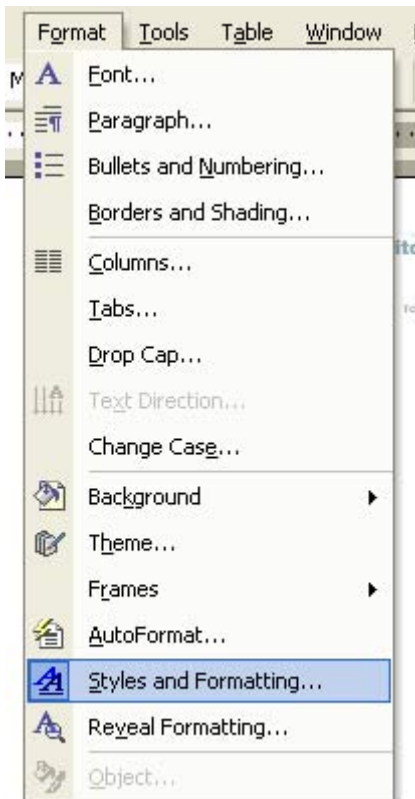 Format Tools Table Window
Font...
Paragraph...
Bullets and Numbering...
Borders and Shading...
Columns...
Tabs...
Drop Cap...
Text Direction...
Change Case...
Background
Theme...
Frames
AutoFormat...
Styles and Formatting...
Reveal Formatting...
Object...